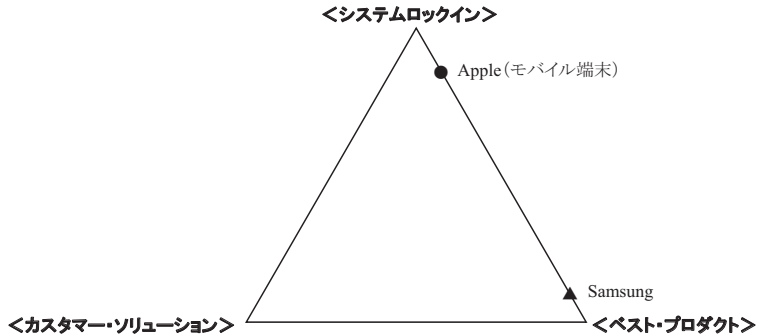 ＜システムロックイン＞
Apple（モバイル端末）
Samsung
＜カスタマー・ソリューション＞
＜ベスト・プロダクト＞